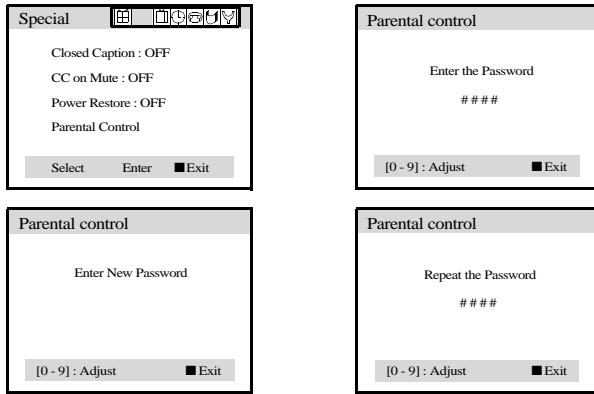 Special
Closed Caption : OFF
CC on Mute : OFF
Power Restore : OFF
Parental Control
Select Enter ■Exit
Parental control
Enter the Password
####
[0 - 9] : Adjust ■Exit
Parental control
Enter New Password
[0 - 9] : Adjust ■Exit
Parental control
Repeat the Password
####
[0 - 9] : Adjust ■Exit